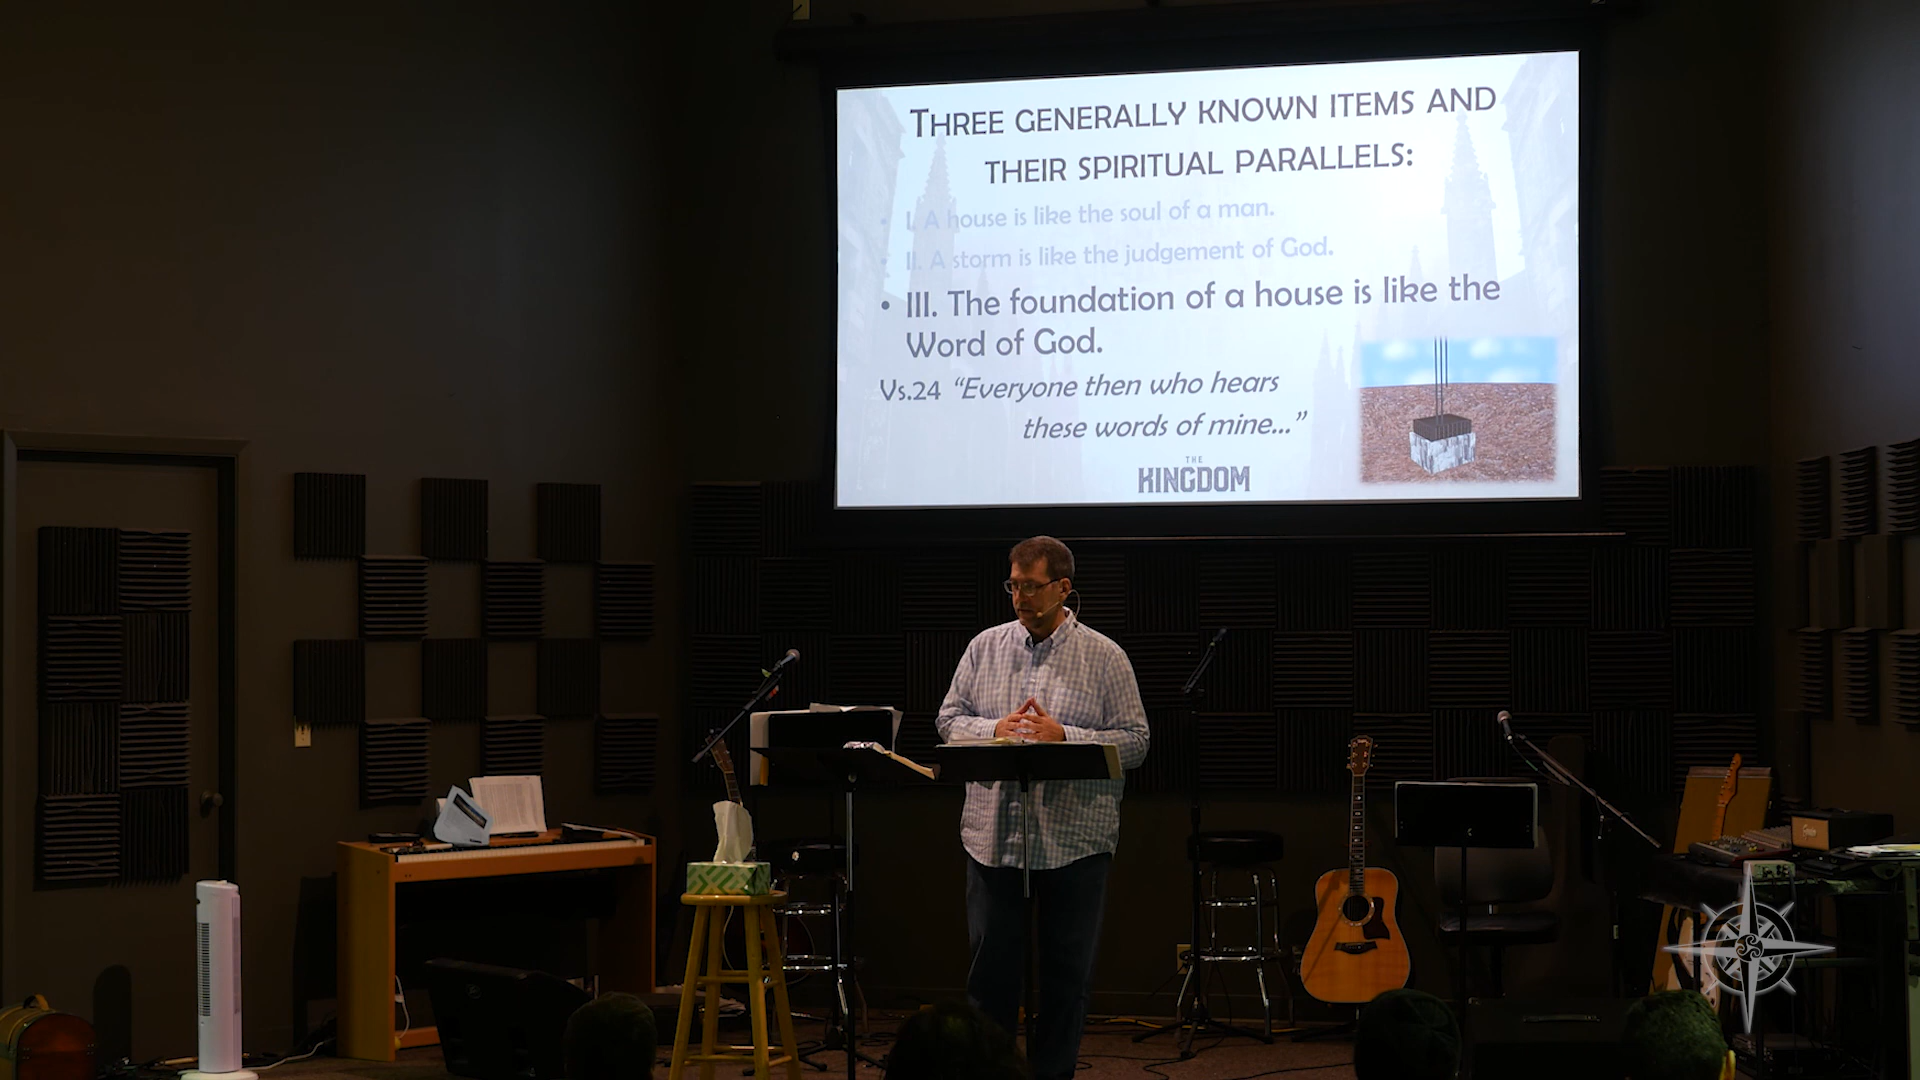 THREE GENERALLY KNOWN ITEMS AND
THEIR SPIRITUAL PARALLELS:
• I. A house is like the soul of a man.
• II. A storm is like the judgement of God.
• III. The foundation of a house is like the
Word of God.
Vs.24 “Everyone then who hears
these words of mine...”
THE
KINGDOM